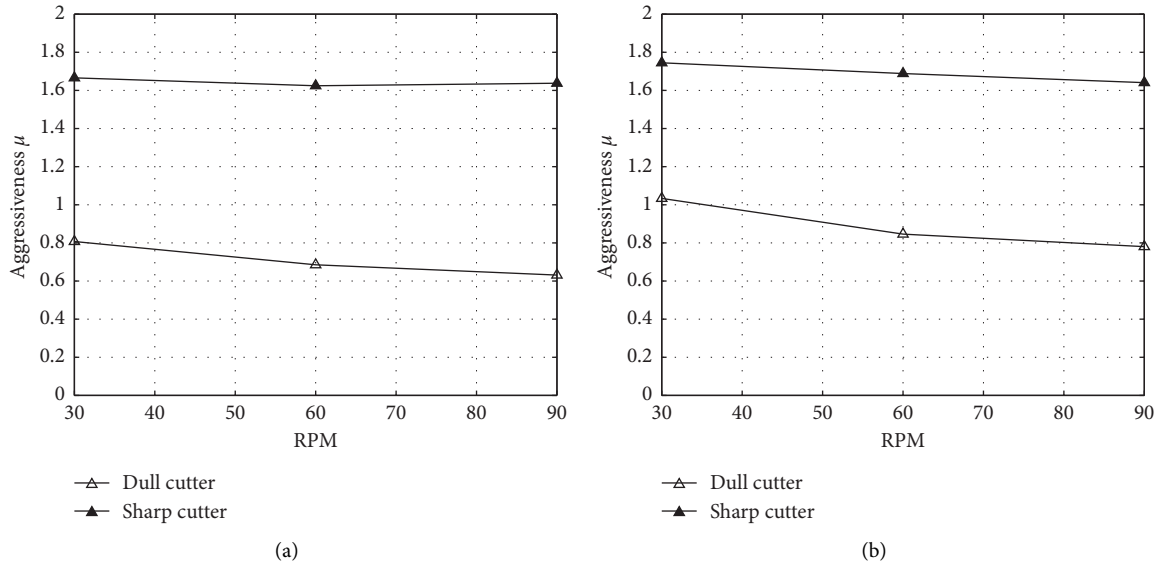 2
1.8
1.6
1.4
1.2
1
0.8
0.6
0.4
0.2
0
Aggressiveness μ
30 40 50 60 70 80 90
RPM
Dull cutter
Sharp cutter
(a)
2
1.8
1.6
1.4
1.2
1
0.8
0.6
0.4
0.2
0
Aggressiveness μ
30 40 50 60 70 80 90
RPM
Dull cutter
Sharp cutter
(b)